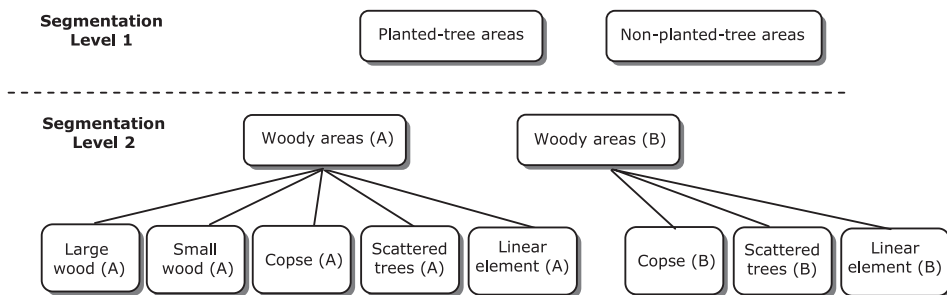 Segmentation
Level 1
Planted-tree areas
Non-planted-tree areas
Segmentation
Level 2
Woody areas (A)
Woody areas (B)
Large
wood (A)
Small
wood (A)
Copse (A)
Scattered
trees (A)
Linear
element (A)
Copse (B)
Scattered
trees (B)
Linear
element (B)